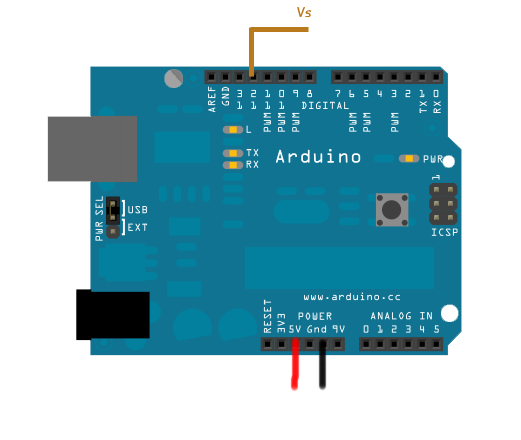 Vs
AREF
GND
13
12
11
10
9
8
7
6
5
4
3
2
TX 1
RX 0
PWM
PWM
PWM
PWM
PWM
PWM
DIGITAL
L
TX
RX
Arduino
PWR
1
ICSP
PWR SEL
USB
EXT
www.arduino.cc
RESET
3V3
5V Gnd 9V
POWER
ANALOG IN
0 1 2 3 4 5